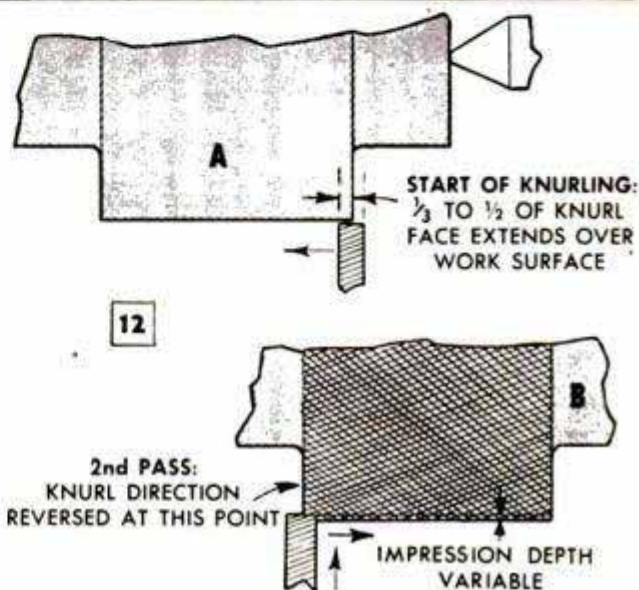 A
START OF KNURLING:
⅓ TO ½ OF KNURL
FACE EXTENDS OVER
WORK SURFACE
12
B
2nd PASS:
KNURL DIRECTION
REVERSED AT THIS POINT
IMPRESSION DEPTH
VARIABLE